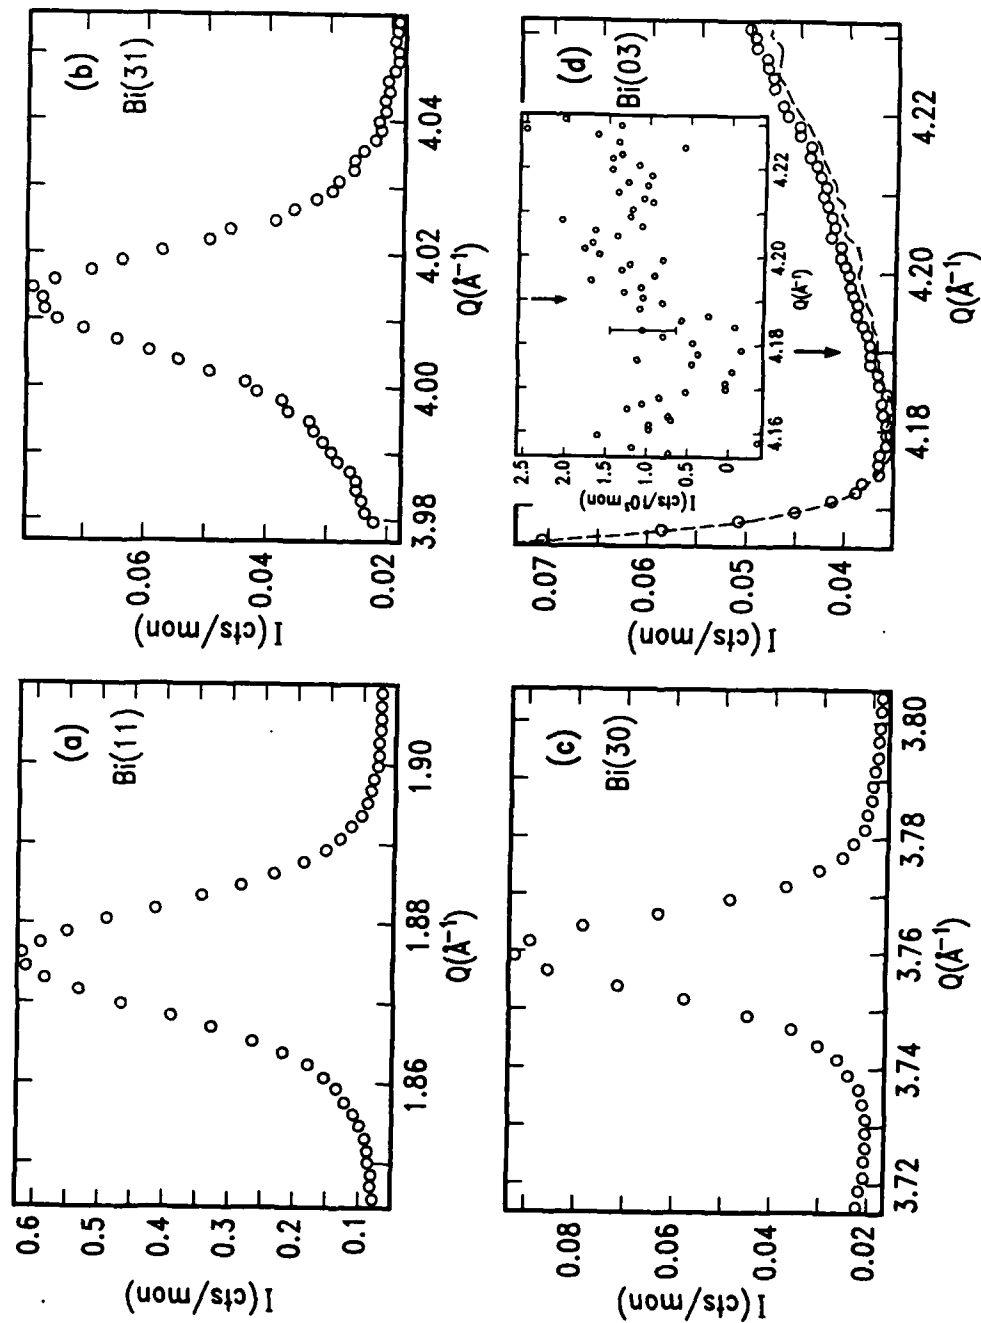 (a)
Bi(11)
I(cts/mon)
0.6
0.5
0.4
0.3
0.2
0.1
1.86
1.88
1.90
Q(Å⁻¹)
(b)
Bi(31)
I(cts/mon)
0.06
0.04
0.02
3.98
4.00
4.02
4.04
Q(Å⁻¹)
(c)
Bi(30)
I(cts/mon)
0.08
0.06
0.04
0.02
3.72
3.74
3.76
3.78
3.80
Q(Å⁻¹)
(d)
Bi(03)
I(cts/mon)
0.07
0.06
0.05
0.04
4.18
4.20
4.22
Q(Å⁻¹)
I(cts/10³ mon)
2.5
2.0
1.5
1.0
0.5
0
4.16
4.18
4.20
4.22
Q(Å⁻¹)